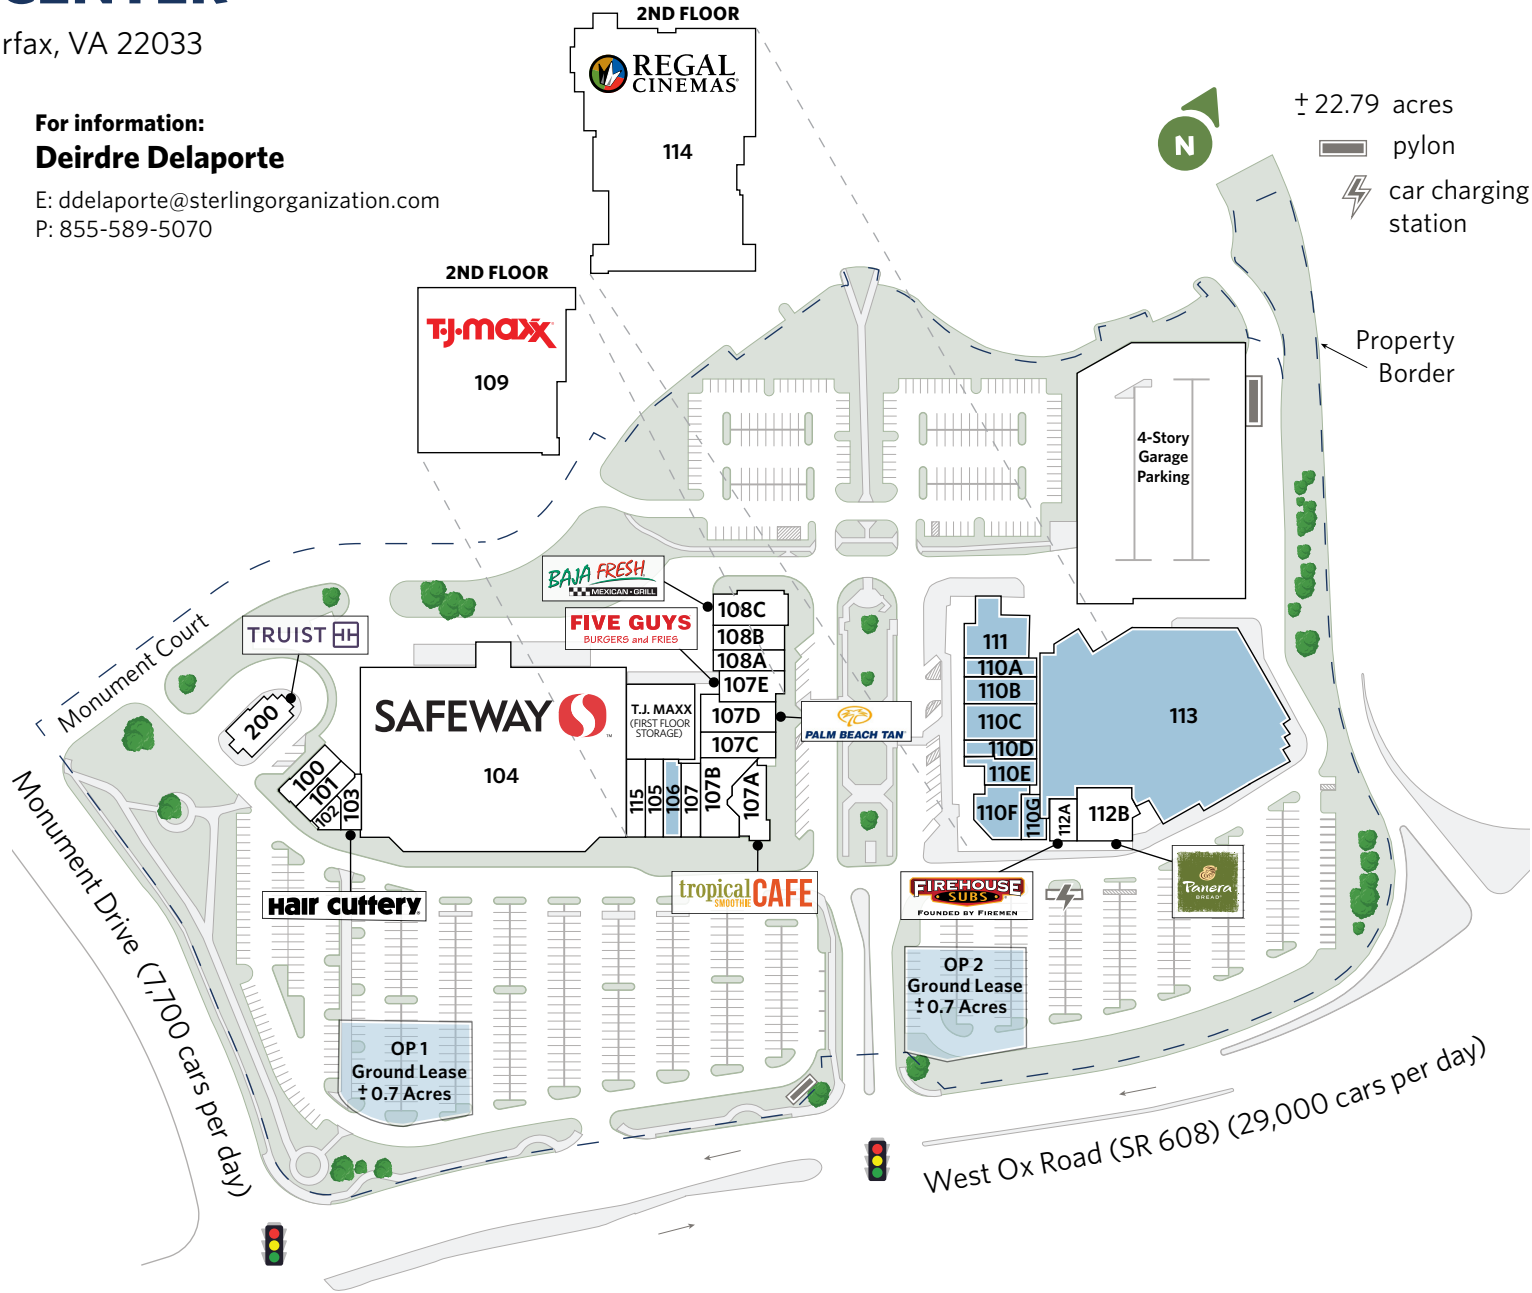 CENTER
rfax, VA 22033
For information:
Deirdre Delaporte
E: ddelaporte@sterlingorganization.com
P: 855-589-5070
2ND FLOOR
REGAL
CINEMAS
114
2ND FLOOR
T.J.maxx
109
N
± 22.79 acres
pylon
car charging
station
Property
Border
4-Story
Garage
Parking
BAJA FRESH
MEXICAN • GRILL
FIVE GUYS
BURGERS and FRIES
108C
108B
108A
107E
107D
107C
107B
107A
PALM BEACH TAN
TRUIST
200
Monument Court
SAFEWAY
104
T.J. MAXX
(FIRST FLOOR
STORAGE)
100
101
102
103
115
105
106
107
111
110A
110B
110C
110D
110E
110F
110G
113
112A
112B
Hair Cuttery
tropical
SMOOTHIE
CAFE
FIREHOUSE
SUBS
FOUNDED BY FIREMEN
Panera
BREAD
OP 1
Ground Lease
± 0.7 Acres
OP 2
Ground Lease
± 0.7 Acres
Monument Drive (7,700 cars per day)
West Ox Road (SR 608) (29,000 cars per day)